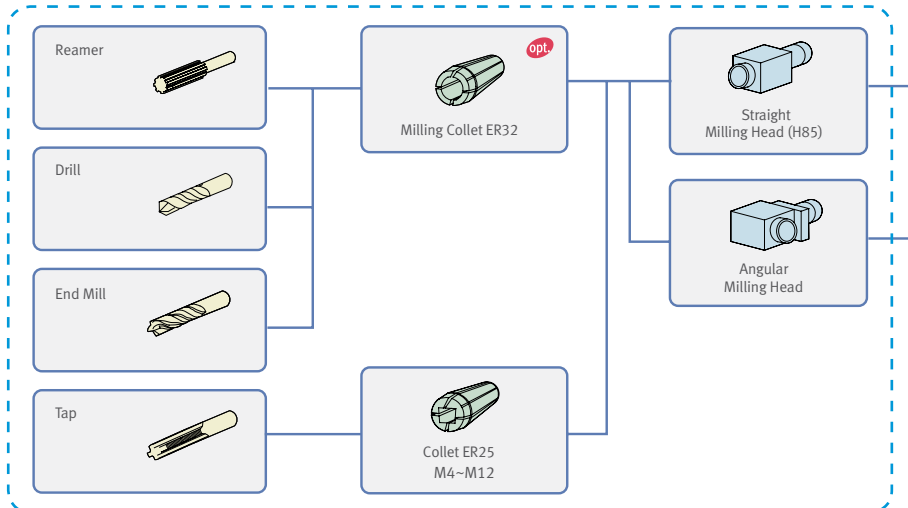 Reamer
opt.
Milling Collet ER32
Straight
Milling Head (H85)
Drill
Angular
Milling Head
End Mill
Tap
Collet ER25
M4~M12